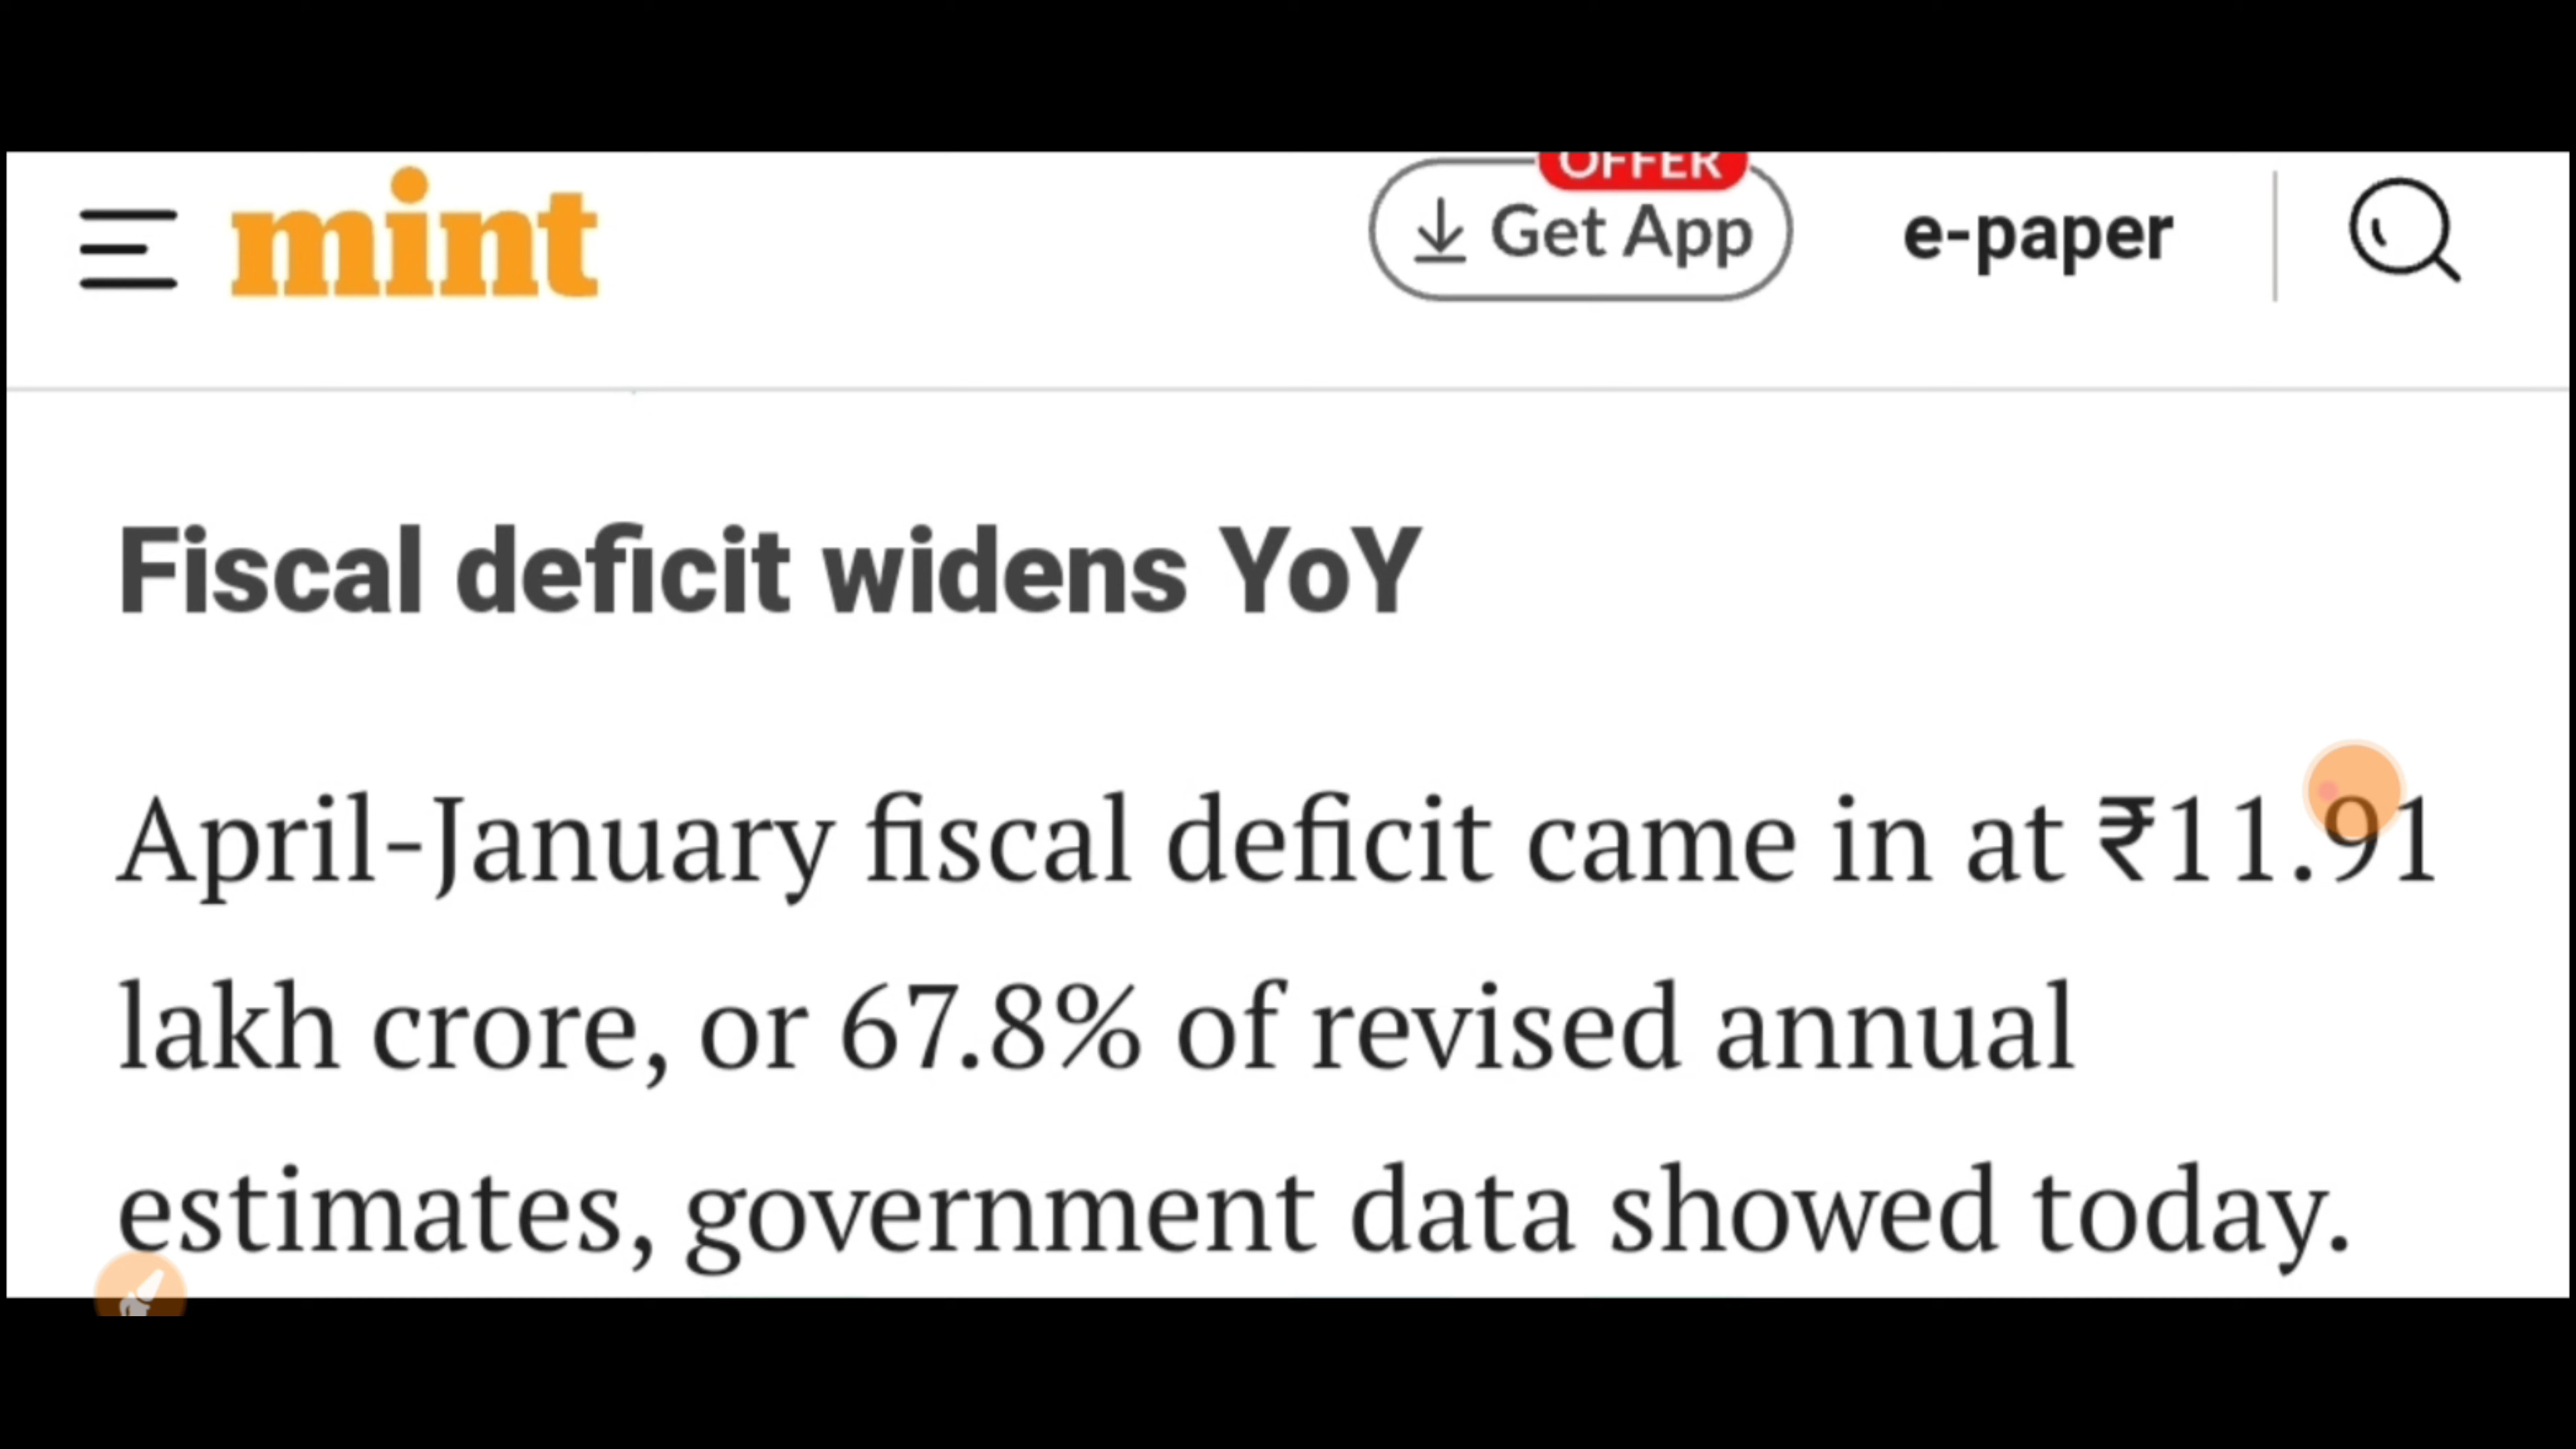 mint
OFFER
Get App
e-paper
Fiscal deficit widens YoY
April-January fiscal deficit came in at ₹11.91
lakh crore, or 67.8% of revised annual
estimates, government data showed today.